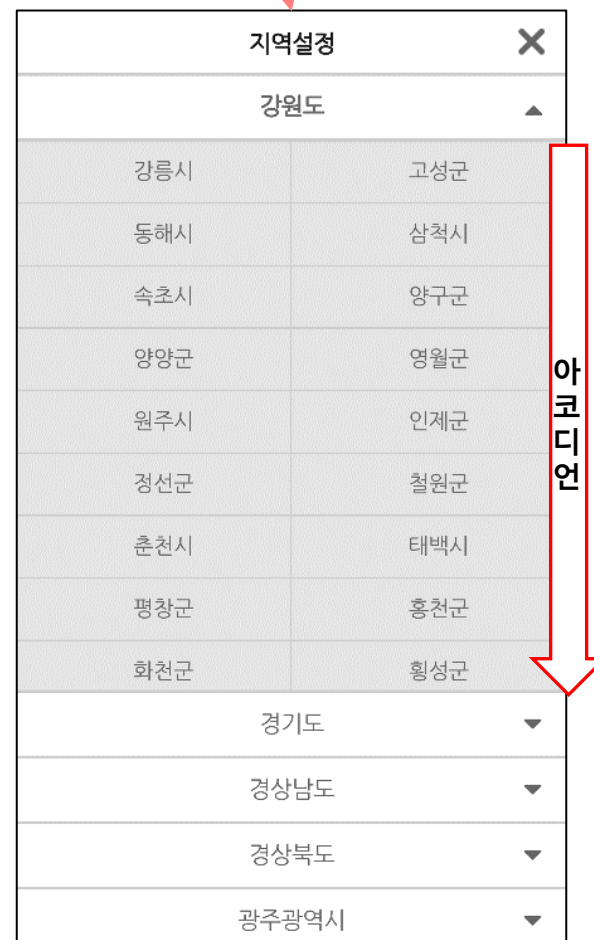 지역설정
강원도
강릉시 고성군
동해시 삼척시
속초시 양구군
양양군 영월군
원주시 인제군
정선군 철원군
춘천시 태백시
평창군 홍천군
화천군 횡성군
아코디언
경기도
경상남도
경상북도
광주광역시